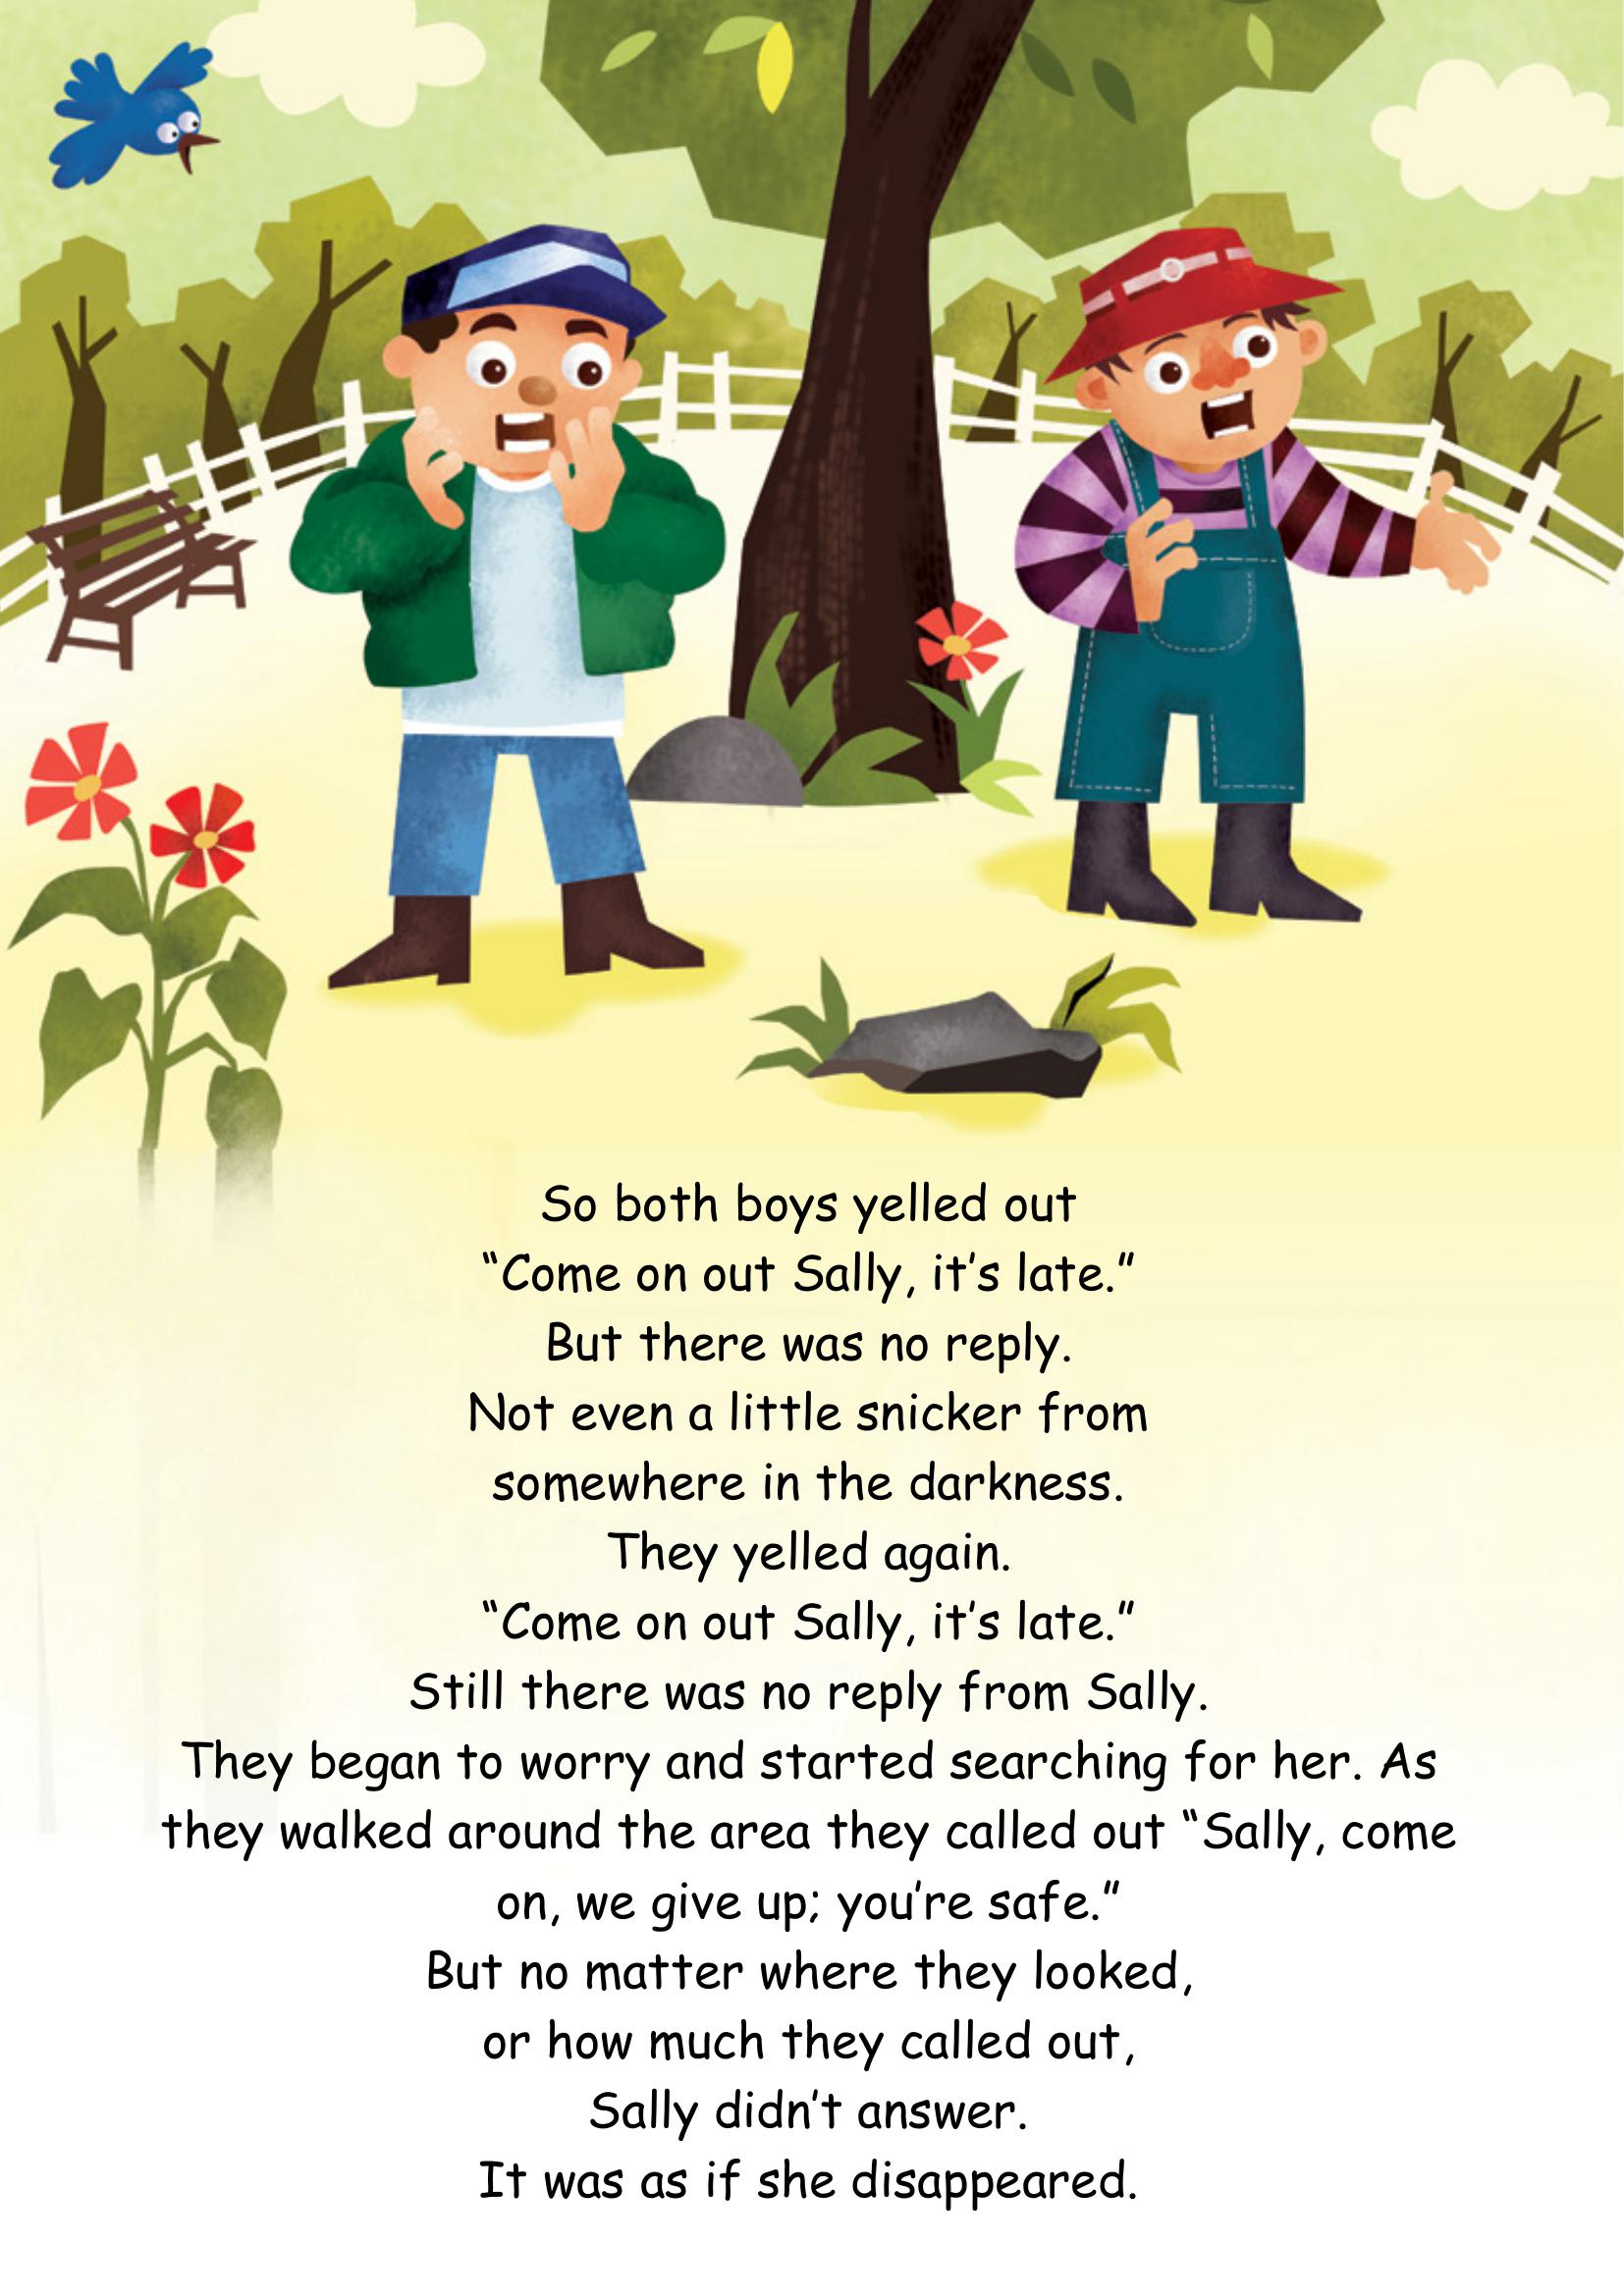 So both boys yelled out
“Come on out Sally, it’s late.”
But there was no reply.
Not even a little snicker from
somewhere in the darkness.
They yelled again.
“Come on out Sally, it’s late.”
Still there was no reply from Sally.
They began to worry and started searching for her. As
they walked around the area they called out “Sally, come
on, we give up; you’re safe.”
But no matter where they looked,
or how much they called out,
Sally didn’t answer.
It was as if she disappeared.